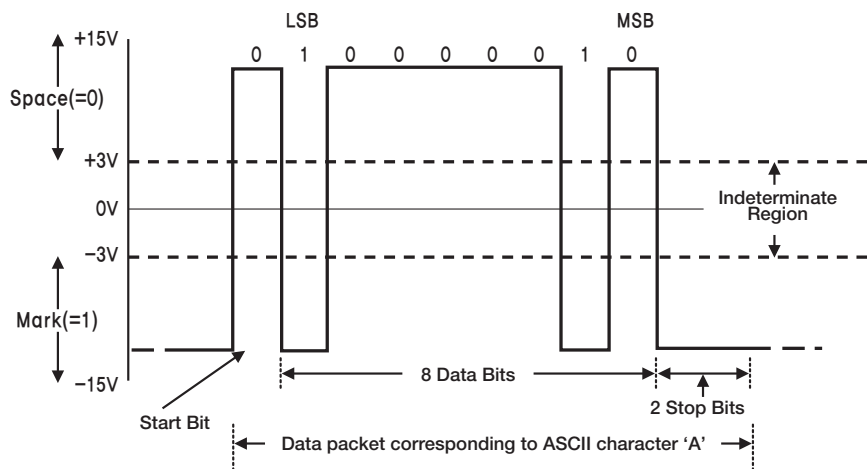 LSB MSB
+15V
0 1 0 0 0 0 0 1 0
Space(=0)
+3V
Indeterminate
Region
0V
−3V
Mark(=1)
−15V
8 Data Bits
Start Bit
2 Stop Bits
Data packet corresponding to ASCII character ‘A’